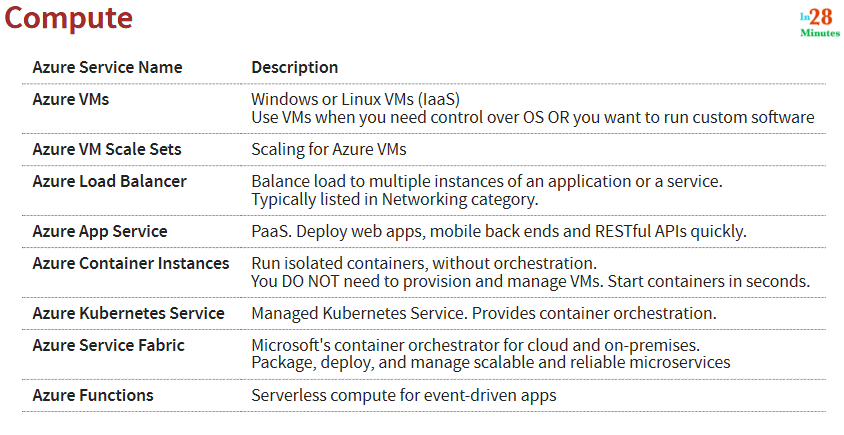 Compute
In28
Minutes
Azure Service Name Description
Azure VMs Windows or Linux VMs (IaaS)
Use VMs when you need control over OS OR you want to run custom software
Azure VM Scale Sets Scaling for Azure VMs
Azure Load Balancer Balance load to multiple instances of an application or a service.
Typically listed in Networking category.
Azure App Service PaaS. Deploy web apps, mobile back ends and RESTful APIs quickly.
Azure Container Instances Run isolated containers, without orchestration.
You DO NOT need to provision and manage VMs. Start containers in seconds.
Azure Kubernetes Service Managed Kubernetes Service. Provides container orchestration.
Azure Service Fabric Microsoft's container orchestrator for cloud and on-premises.
Package, deploy, and manage scalable and reliable microservices
Azure Functions Serverless compute for event-driven apps